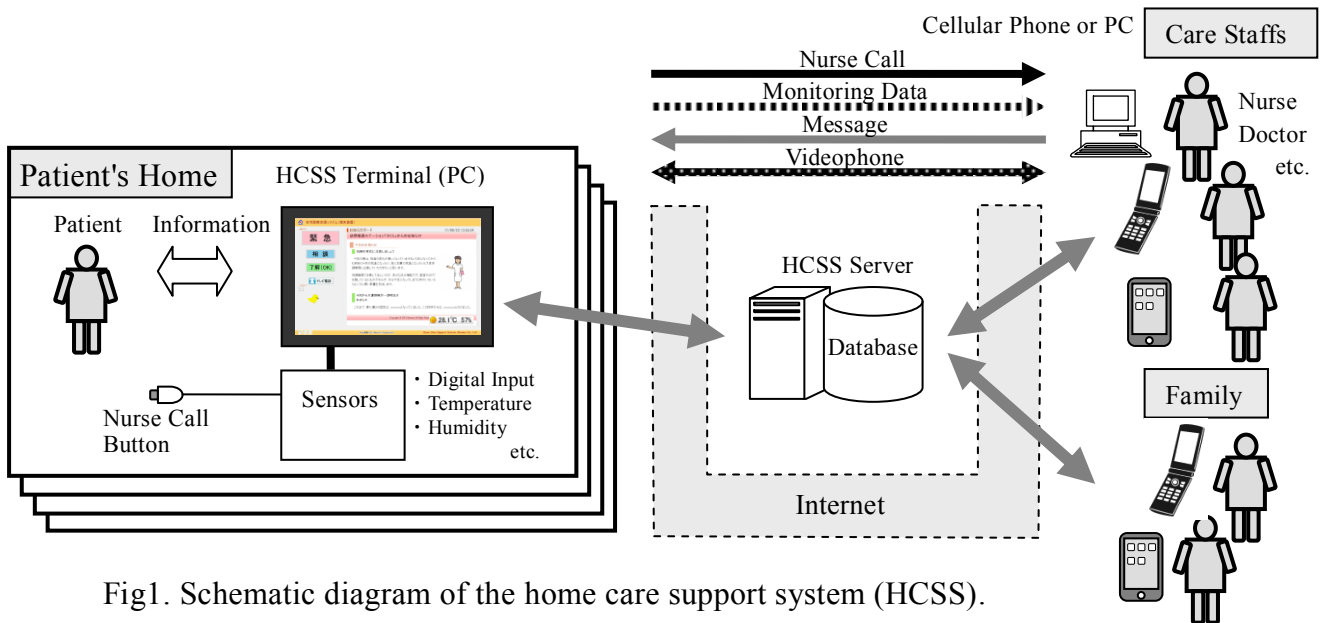 Cellular Phone or PC
Care Staffs
Nurse Call
Monitoring Data
Message
Videophone
Nurse
Doctor
etc.
Patient's Home
HCSS Terminal (PC)
Patient
Information
緊 急
相 談
了解(OK)
28.1℃ 57%
Sensors
・Digital Input
・Temperature
・Humidity
etc.
Nurse Call
Button
HCSS Server
Database
Internet
Family
Fig1. Schematic diagram of the home care support system (HCSS).